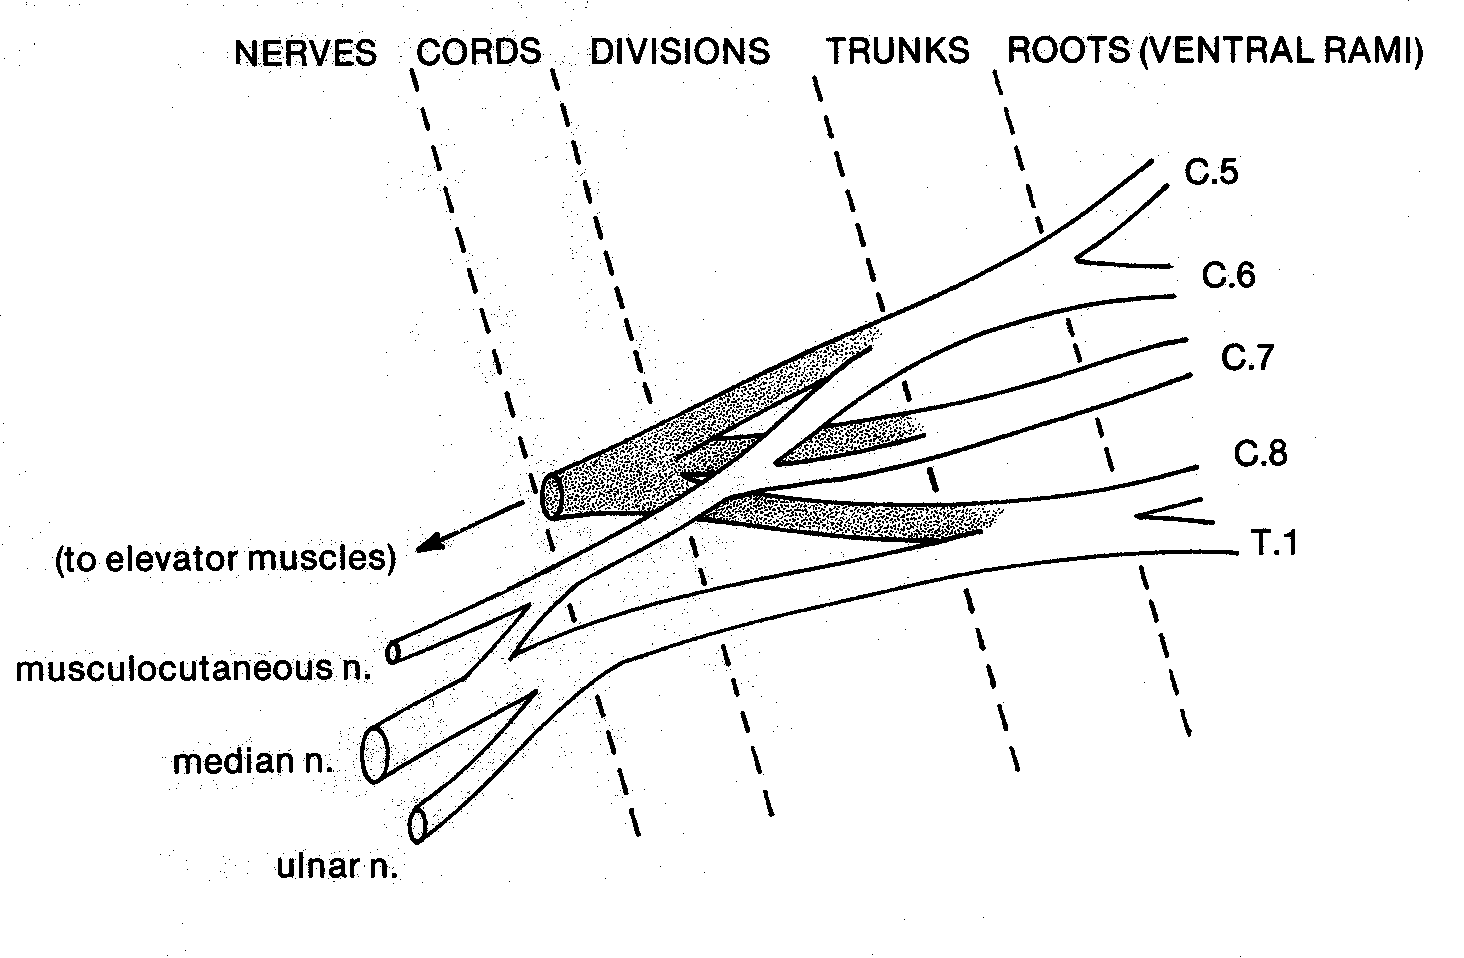 NERVES CORDS DIVISIONS TRUNKS ROOTS (VENTRAL RAMI)
C.5
C.6
C.7
C.8
T.1
(to elevator muscles)
musculocutaneous n.
median n.
ulnar n.